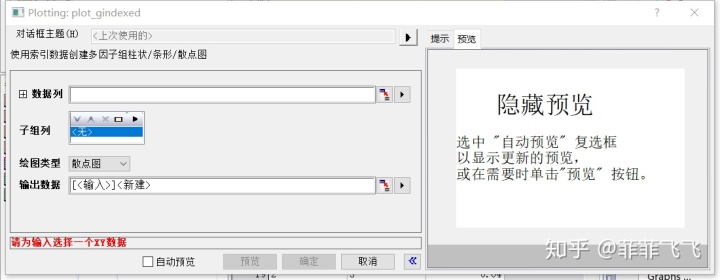 Plotting: plot_gindexed
对话框主题(H) <上次使用的>
使用索引数据创建多因子组柱状/条形/散点图
数据列
子组列
<无>
绘图类型 散点图
输出数据 [<输入>]<新建>
请为输入选择一个XY数据
自动预览 预览 确定 取消
提示 预览
隐藏预览
选中 "自动预览" 复选框
以显示更新的预览,
或在需要时单击"预览" 按钮。
知乎 @菲菲飞飞
Graphs ...